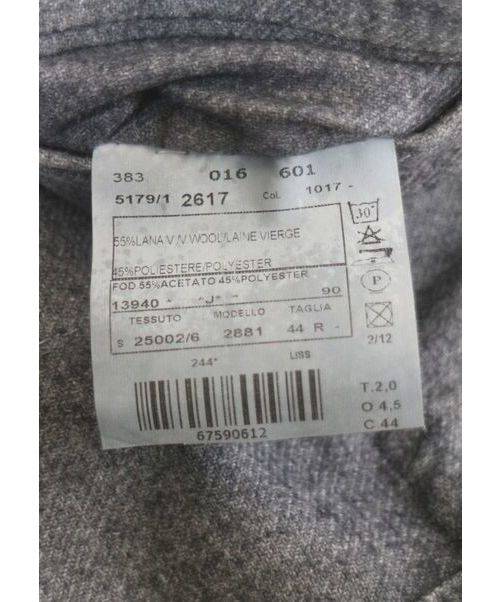 383 016 601
5179/1 2617 Col. 1017 -
30°
55%LANA V./V.WOOL/LAINE VIERGE
45%POLIESTERE/POLYESTER
FOD 55%ACETATO 45%POLYESTER
P
13940 * *J* - 90
TESSUTO MODELLO TAGLIA
S 25002/6 2881 44 R -
2/12
244* LISS
T.2,0
O 4,5
C 44
67590612